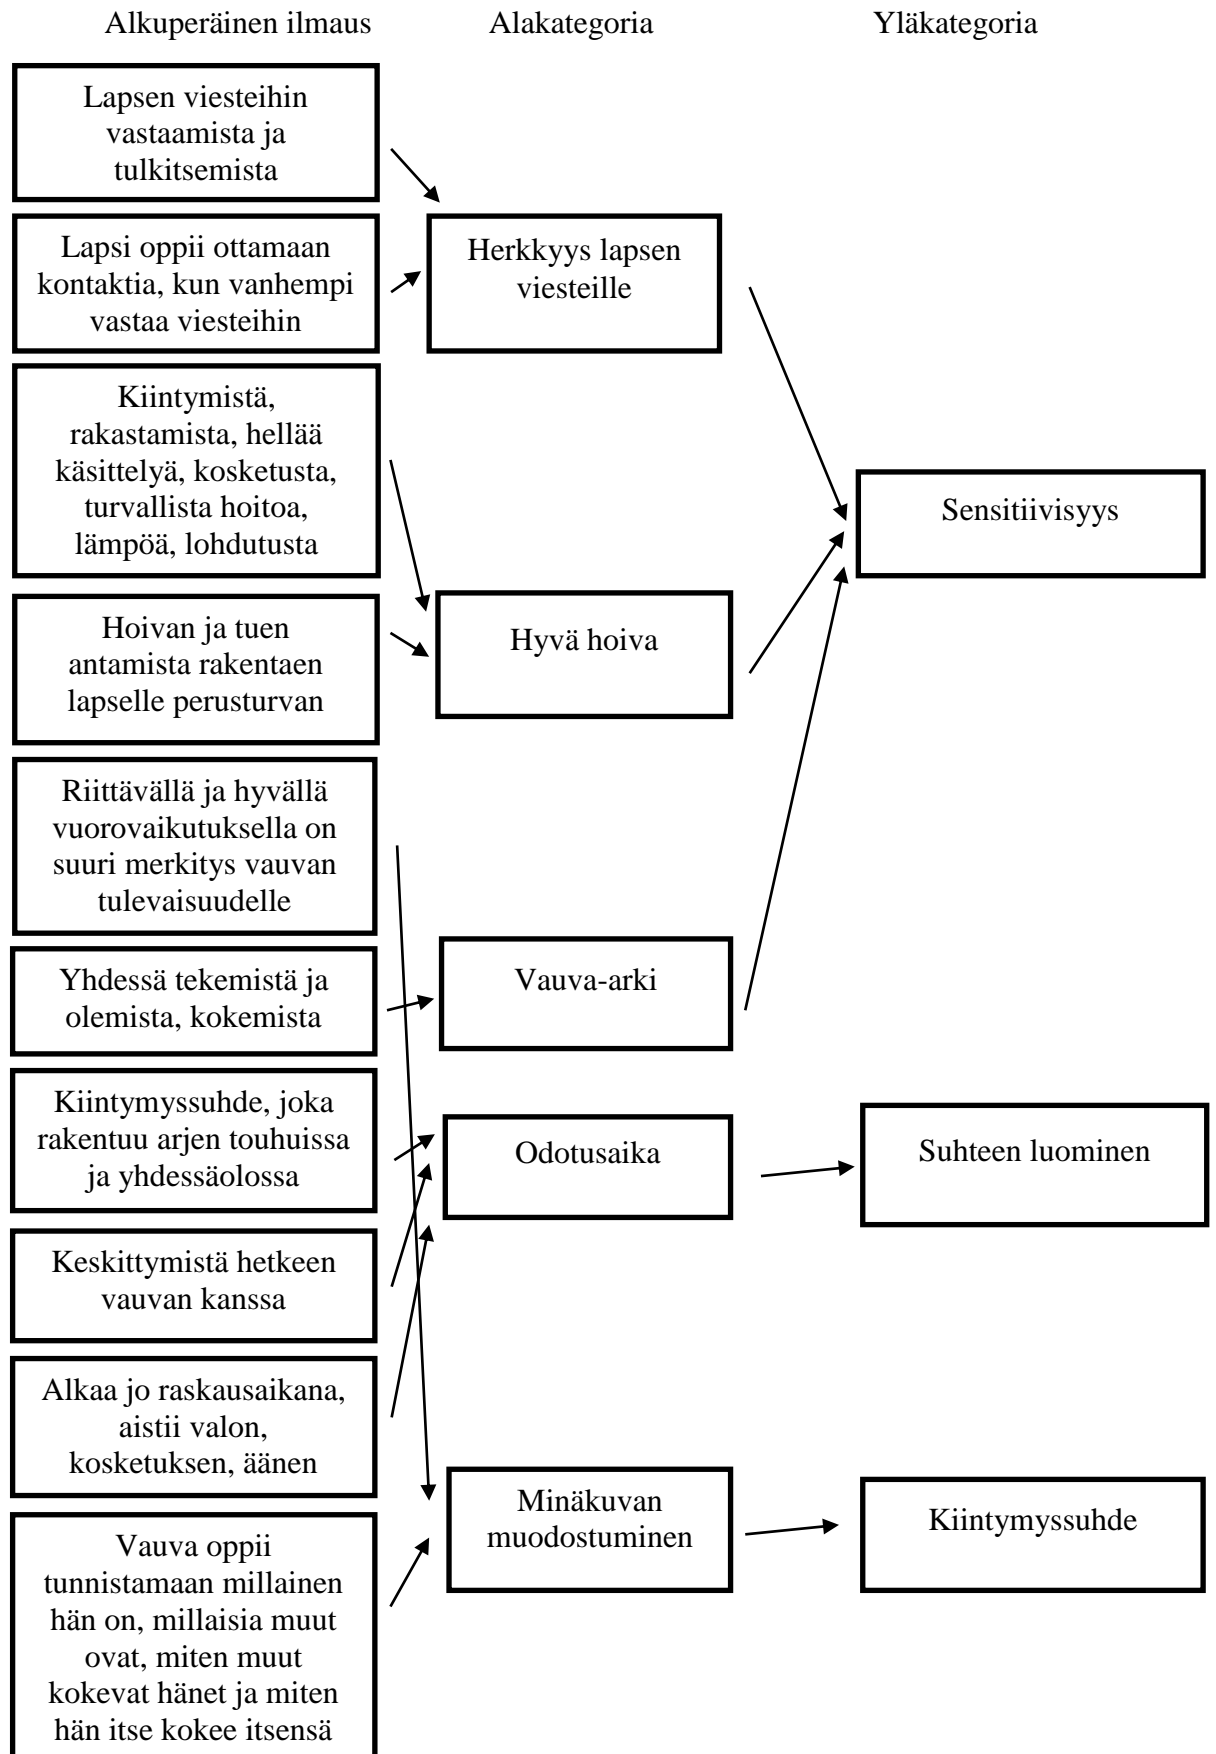 Alkuperäinen ilmaus
Alakategoria
Yläkategoria
Lapsen viesteihin
vastaamista ja
tulkitsemista
Lapsi oppii ottamaan
kontaktia, kun vanhempi
vastaa viesteihin
Kiintymistä,
rakastamista, hellää
käsittelyä, kosketusta,
turvallista hoitoa,
lämpöä, lohdutusta
Hoivan ja tuen
antamista rakentaen
lapselle perusturvan
Riittävällä ja hyvällä
vuorovaikutuksella on
suuri merkitys vauvan
tulevaisuudelle
Yhdessä tekemistä ja
olemista, kokemista
Kiintymyssuhde, joka
rakentuu arjen touhuissa
ja yhdessäolossa
Keskittymistä hetkeen
vauvan kanssa
Alkaa jo raskausaikana,
aistii valon,
kosketuksen, äänen
Vauva oppii
tunnistamaan millainen
hän on, millaisia muut
ovat, miten muut
kokevat hänet ja miten
hän itse kokee itsensä
Herkkyys lapsen
viesteille
Hyvä hoiva
Vauva-arki
Odotusaika
Minäkuvan
muodostuminen
Sensitiivisyys
Suhteen luominen
Kiintymyssuhde